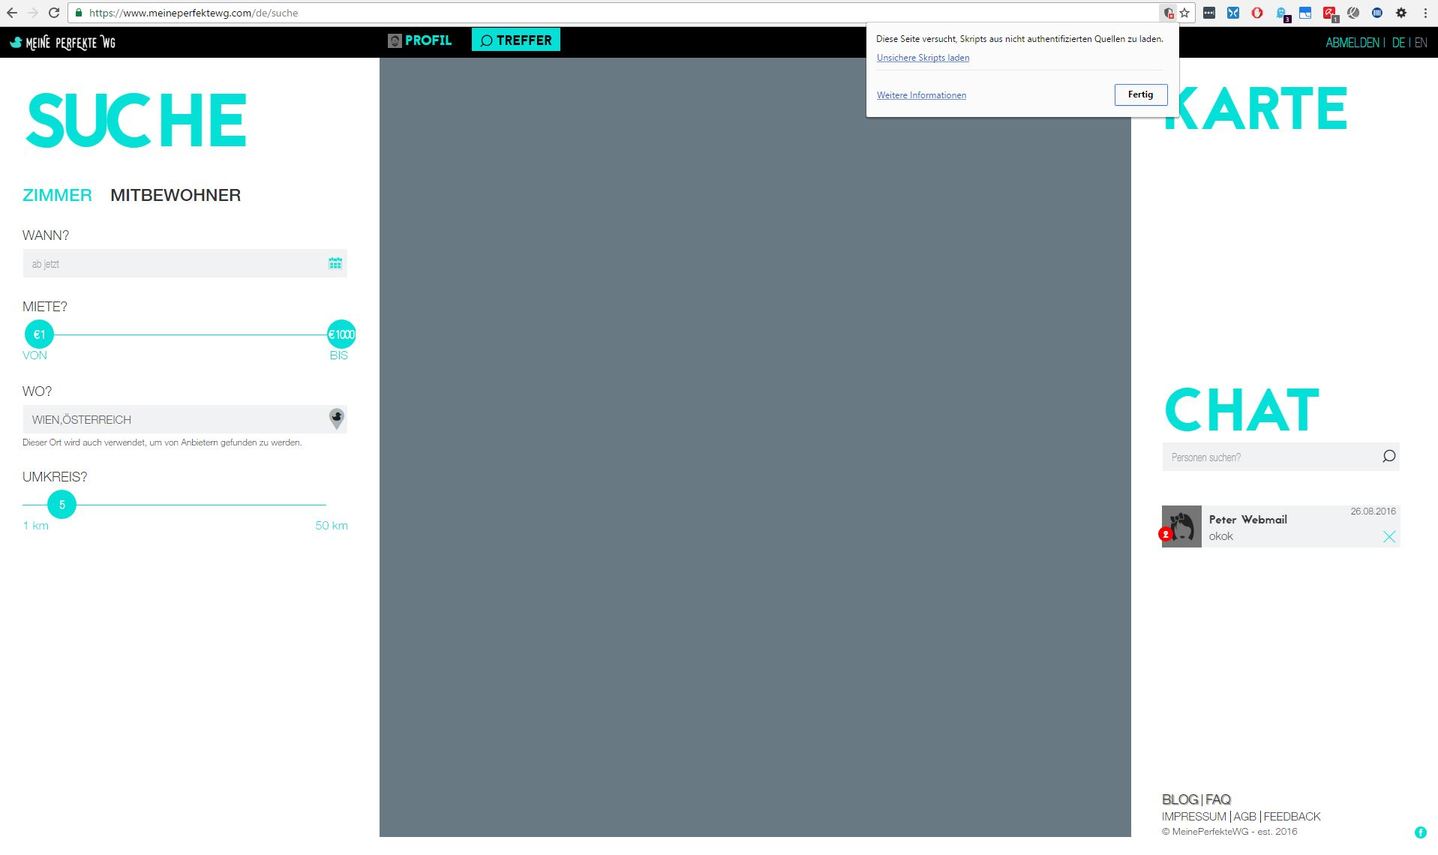 https://www.meineperfektewg.com/de/suche
MEINE PERFEKTE WG
PROFIL
TREFFER
ABMELDEN | DE | EN
Diese Seite versucht, Skripts aus nicht authentifizierten Quellen zu laden.
Unsichere Skripts laden
Weitere Informationen
Fertig
SUCHE
ZIMMER MITBEWOHNER
WANN?
ab jetzt
MIETE?
€1 €1000
VON BIS
WO?
WIEN,ÖSTERREICH
Dieser Ort wird auch verwendet, um von Anbietern gefunden zu werden.
UMKREIS?
5
1 km 50 km
KARTE
CHAT
Personen suchen?
26.08.2016
Peter Webmail
2
okok
BLOG | FAQ
IMPRESSUM | AGB | FEEDBACK
© MeinePerfekteWG - est. 2016